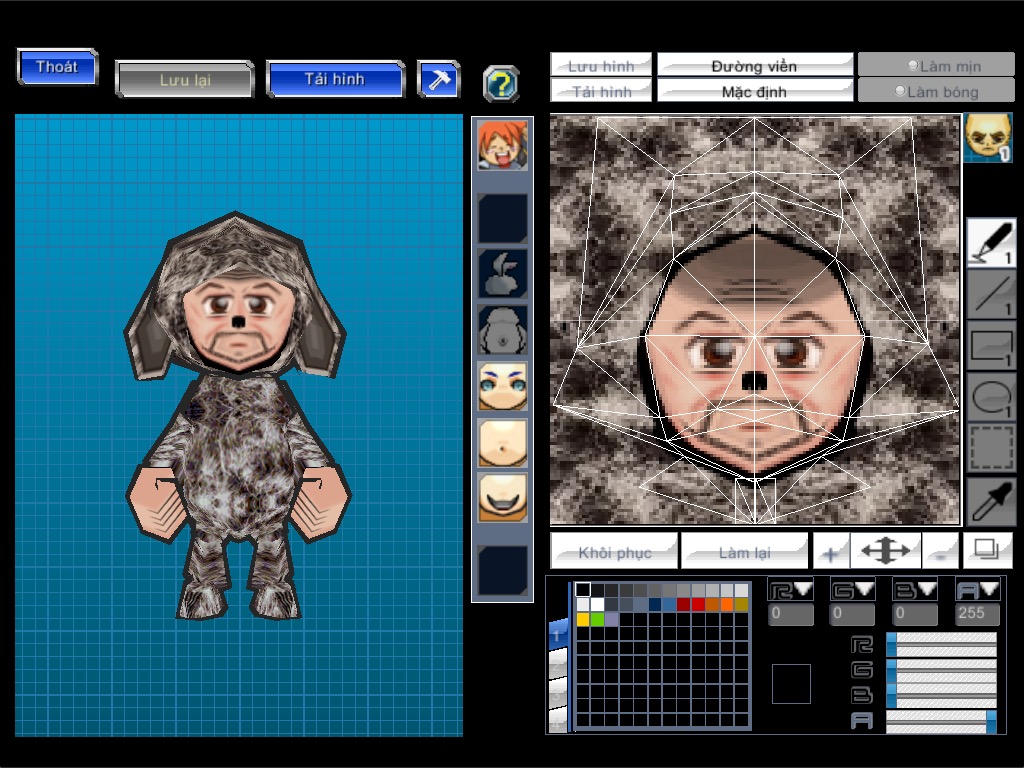 Thoát
Lưu lại
Tải hình
?
Lưu hình
Đường viền
Làm mịn
Tải hình
Mặc định
Làm bóng
1
1
1
1
1
Khôi phục
Làm lại
+
-
R
G
B
A
0
0
0
255
1
R
G
B
A